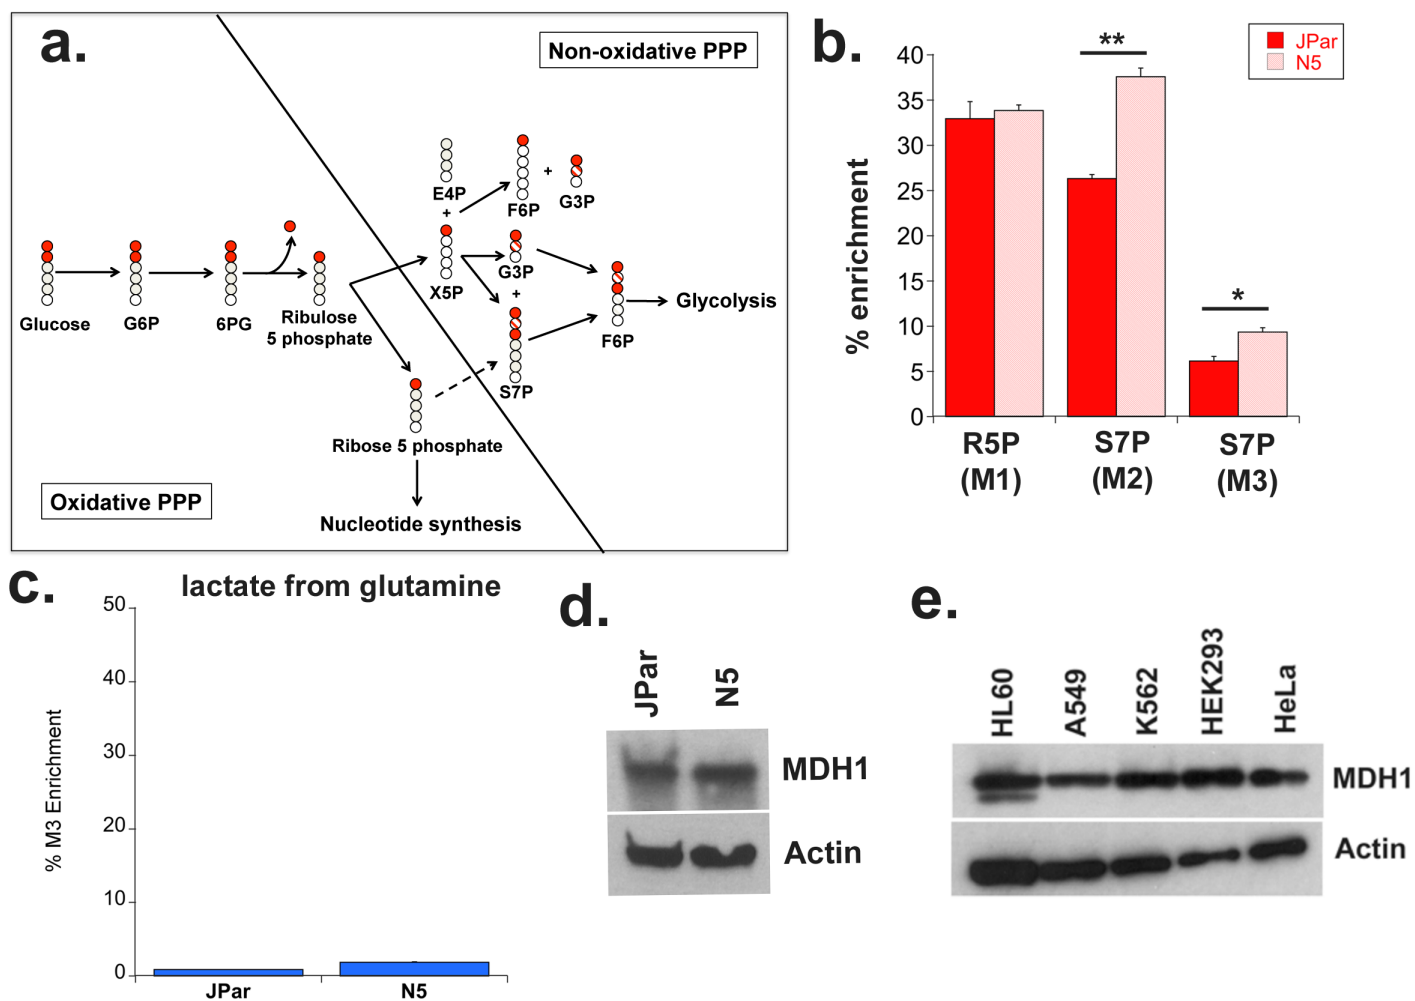 a.
Non-oxidative PPP
E4P
+
F6P
+
G3P
+
X5P
G3P
+
S7P
F6P
Glycolysis
Glucose
G6P
6PG
Ribulose
5 phosphate
Ribose 5 phosphate
Nucleotide synthesis
Oxidative PPP
b.
JPar
N5
% enrichment
40
35
30
25
20
15
10
5
0
**
*
R5P
(M1)
S7P
(M2)
S7P
(M3)
c.
lactate from glutamine
% M3 Enrichment
50
40
30
20
10
0
JPar
N5
d.
JPar
N5
MDH1
Actin
e.
HL60
A549
K562
HEK293
HeLa
MDH1
Actin